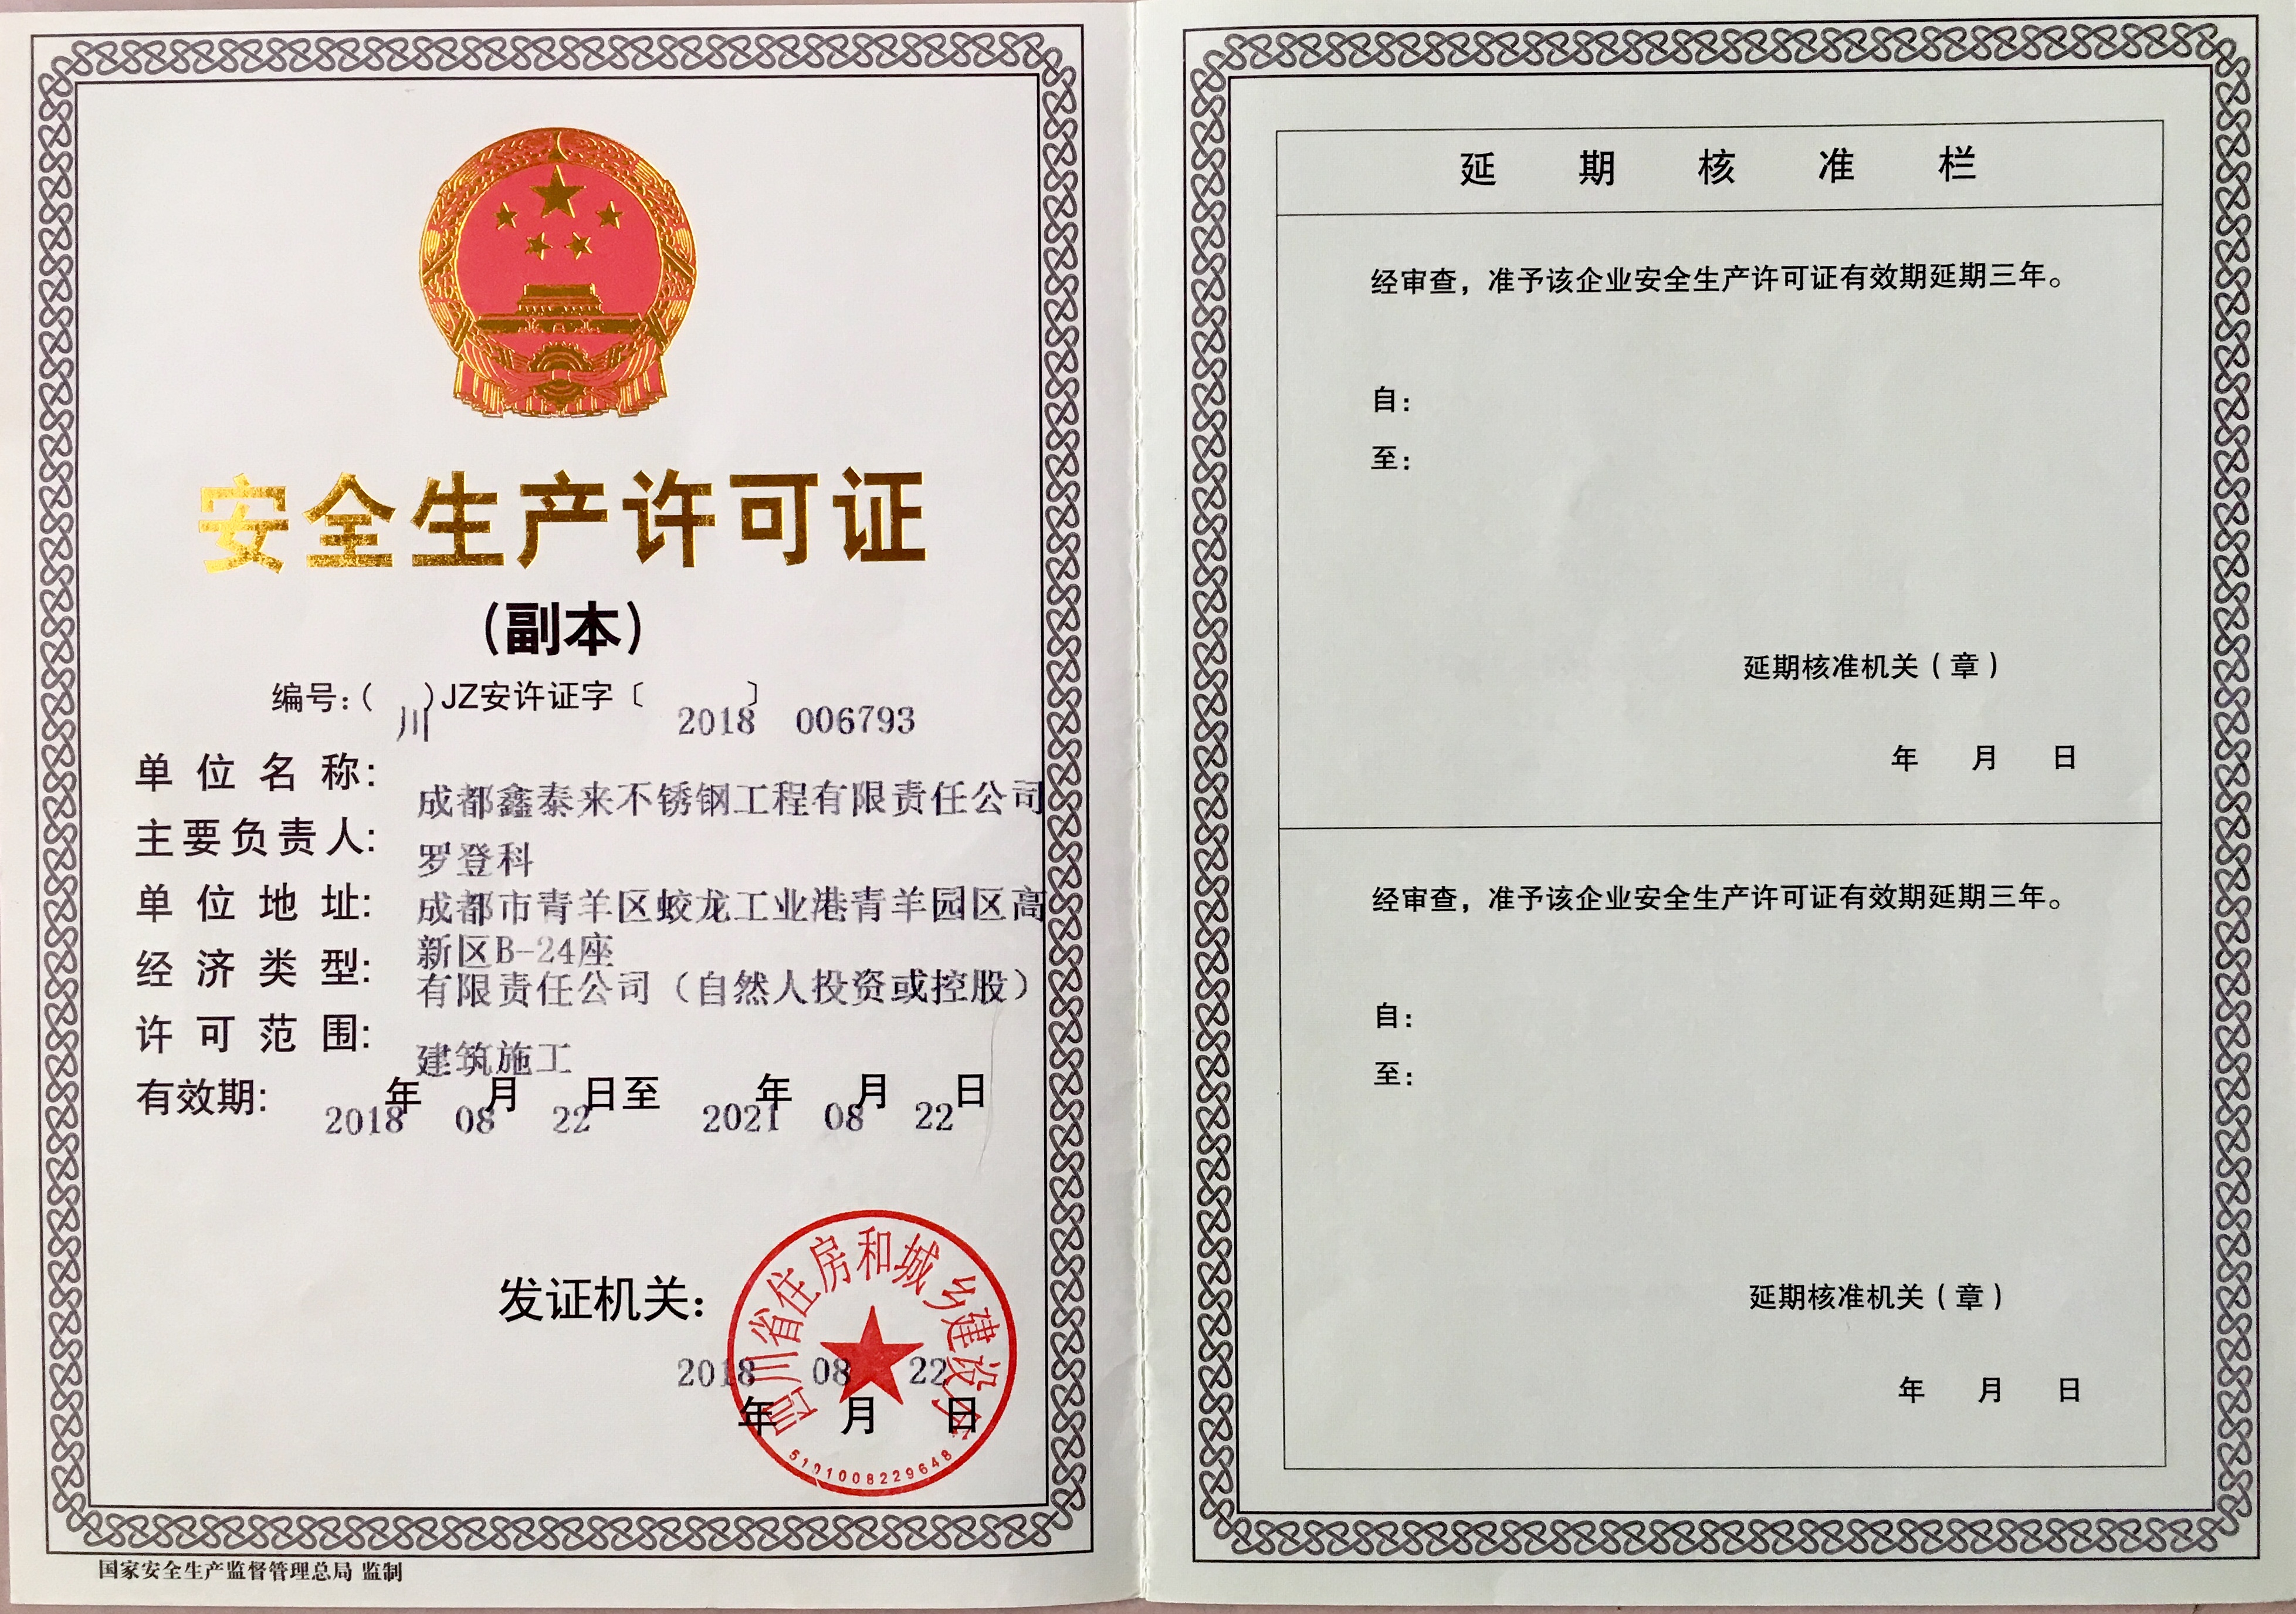 安全生产许可证
(副本)
编号:(川)JZ安许证字〔2018〕006793
单位名称: 成都鑫泰来不锈钢工程有限责任公司
主要负责人: 罗登科
单位地址: 成都市青羊区蛟龙工业港青羊园区高
新区B-24座
经济类型: 有限责任公司（自然人投资或控股）
许可范围: 建筑施工
有效期: 2018年08月22日至2021年08月22日
发证机关:
四川省住房和城乡建设厅
2018年08月22日
5101008229648
国家安全生产监督管理总局 监制
延期核准栏
经审查，准予该企业安全生产许可证有效期延期三年。
自:
至:
延期核准机关（章）
年 月 日
经审查，准予该企业安全生产许可证有效期延期三年。
自:
至:
延期核准机关（章）
年 月 日